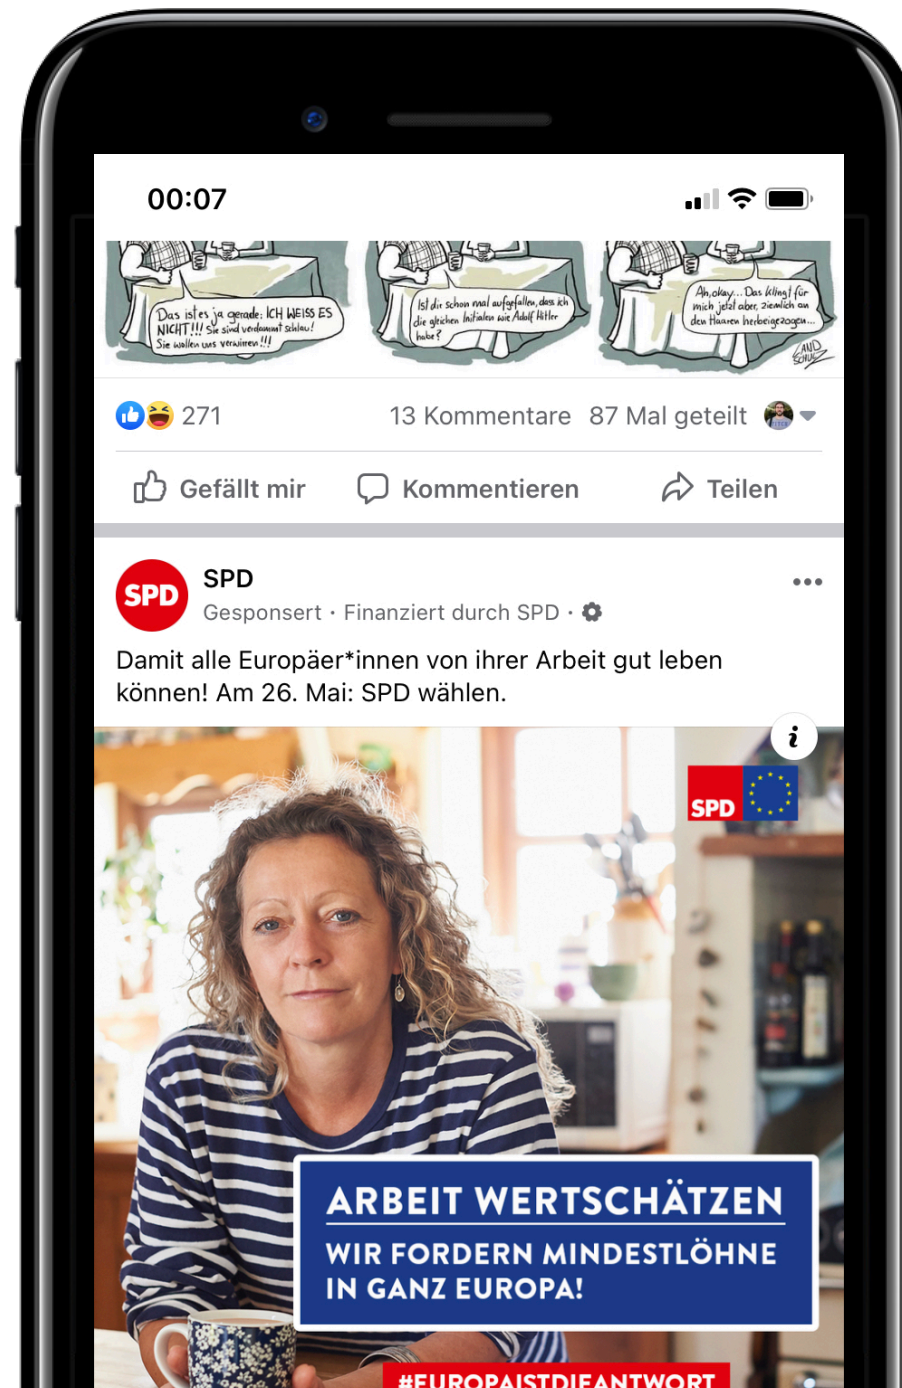 00:07
Das ist es ja gerade: ICH WEISS ES
NICHT!!! Sie sind verdammt schlau!
Sie wollen uns verwirren!!!
Ist dir schon mal aufgefallen, dass ich
die gleichen Initialen wie Adolf Hitler
habe?
Ah, okay... Das klingt für
mich jetzt aber, ziemlich an
den Haaren herbeigezogen...
LAND
SCHULZ
271
13 Kommentare 87 Mal geteilt
Gefällt mir
Kommentieren
Teilen
SPD
SPD
Gesponsert · Finanziert durch SPD ·
Damit alle Europäer*innen von ihrer Arbeit gut leben
können! Am 26. Mai: SPD wählen.
i
SPD
ARBEIT WERTSCHÄTZEN
WIR FORDERN MINDESTLÖHNE
IN GANZ EUROPA!
#EUROPAISTDIEANTWORT